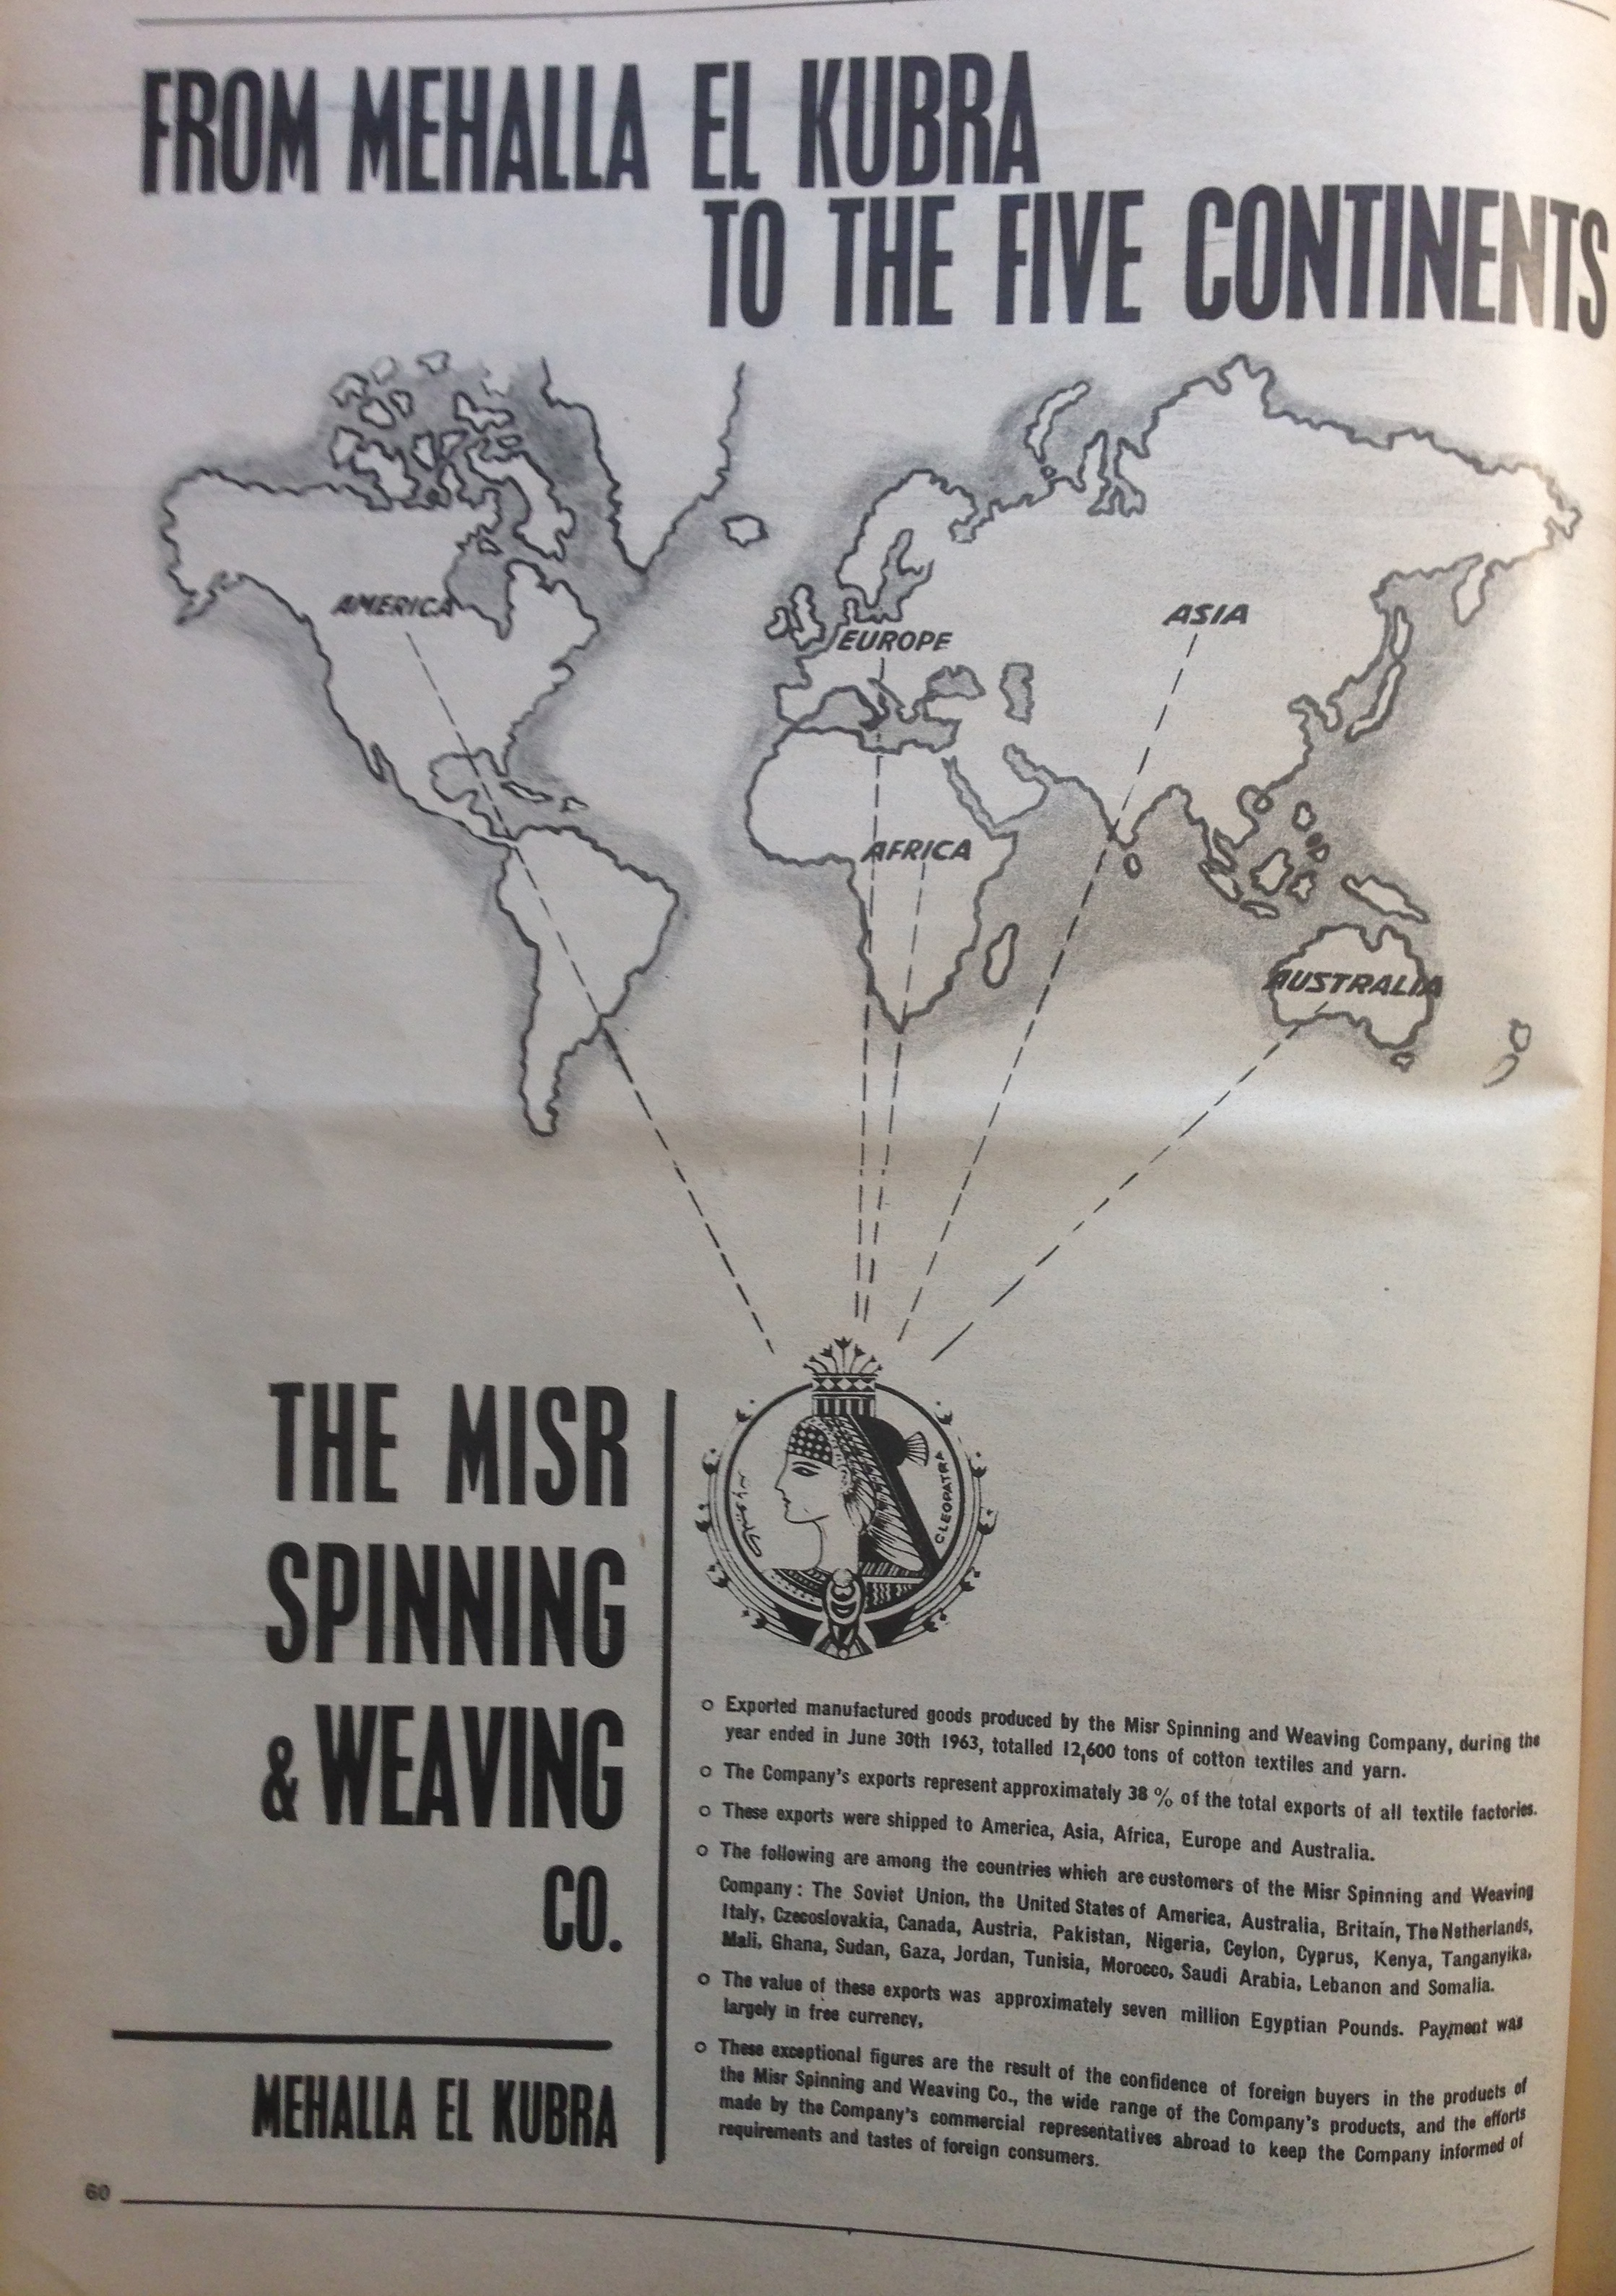 FROM MEHALLA EL KUBRA
TO THE FIVE CONTINENTS
AMERICA
EUROPE
ASIA
AFRICA
AUSTRALIA
THE MISR
SPINNING
& WEAVING
CO.
MEHALLA EL KUBRA
كليوباترا
CLEOPATRA
o Exported manufactured goods produced by the Misr Spinning and Weaving Company, during the
year ended in June 30th 1963, totalled 12,600 tons of cotton textiles and yarn.
o The Company's exports represent approximately 38 % of the total exports of all textile factories.
o These exports were shipped to America, Asia, Africa, Europe and Australia.
o The following are among the countries which are customers of the Misr Spinning and Weaving
Company : The Soviet Union, the United States of America, Australia, Britain, The Netherlands,
Italy, Czecoslovakia, Canada, Austria, Pakistan, Nigeria, Ceylon, Cyprus, Kenya, Tanganyika,
Mali, Ghana, Sudan, Gaza, Jordan, Tunisia, Morocco, Saudi Arabia, Lebanon and Somalia.
o The value of these exports was approximately seven million Egyptian Pounds. Payment was
largely in free currency,
o These exceptional figures are the result of the confidence of foreign buyers in the products of
the Misr Spinning and Weaving Co., the wide range of the Company's products, and the efforts
made by the Company's commercial representatives abroad to keep the Company informed of
requirements and tastes of foreign consumers.
60